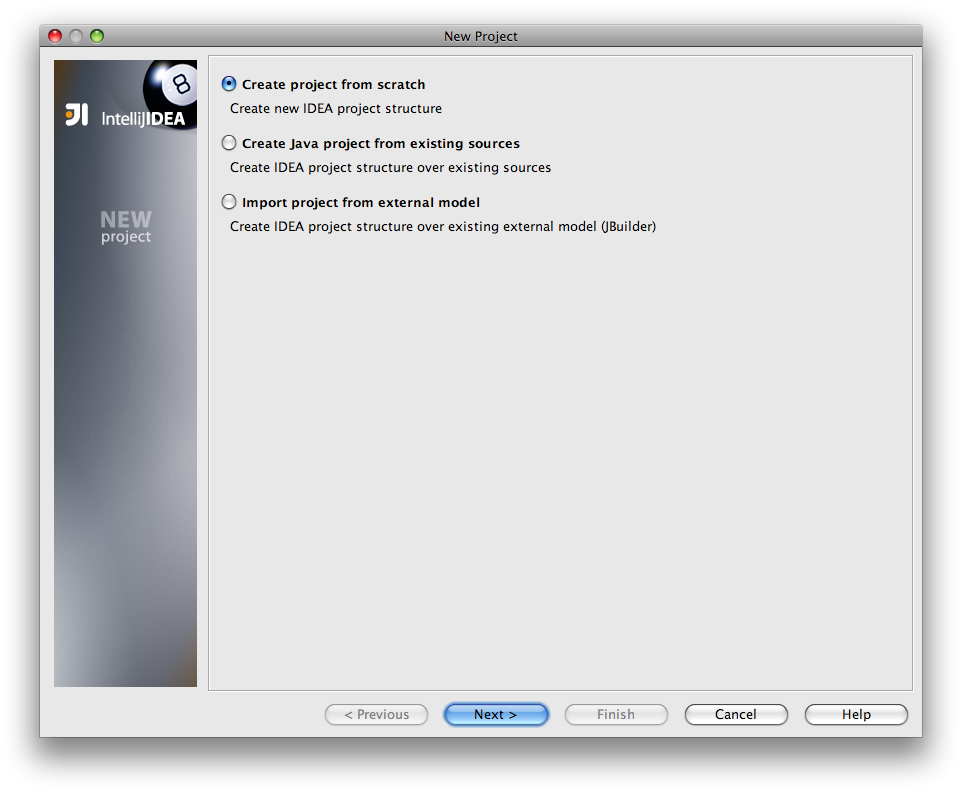 New Project
8
IntelliJIDEA
NEW
project
Create project from scratch
Create new IDEA project structure
Create Java project from existing sources
Create IDEA project structure over existing sources
Import project from external model
Create IDEA project structure over existing external model (JBuilder)
< Previous
Next >
Finish
Cancel
Help